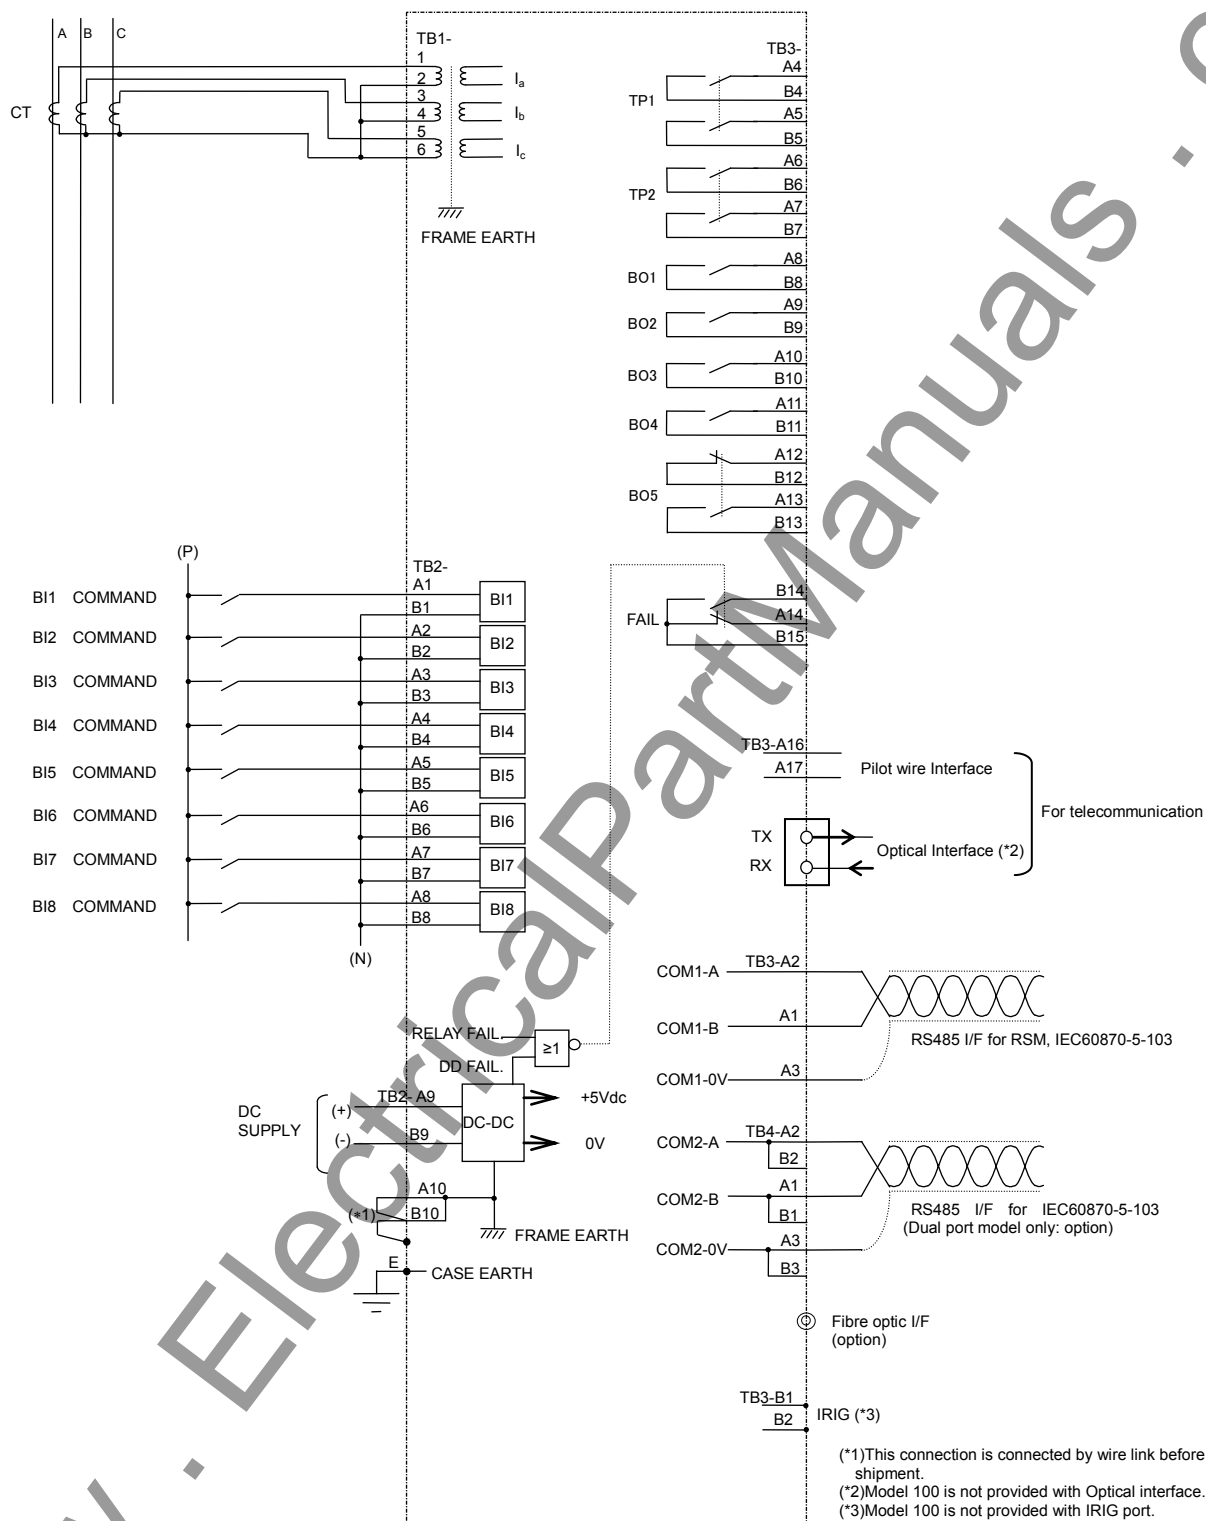 A B C
CT
TB1-
1
2
3
4
5
6
Ia
Ib
Ic
FRAME EARTH
TB3-
TP1
A4
B4
A5
B5
TP2
A6
B6
A7
B7
BO1
A8
B8
BO2
A9
B9
BO3
A10
B10
BO4
A11
B11
BO5
A12
B12
A13
B13
FAIL
B14
A14
B15
(P)
TB2-
BI1 COMMAND A1 BI1
B1
BI2 COMMAND A2 BI2
B2
BI3 COMMAND A3 BI3
B3
BI4 COMMAND A4 BI4
B4
BI5 COMMAND A5 BI5
B5
BI6 COMMAND A6 BI6
B6
BI7 COMMAND A7 BI7
B7
BI8 COMMAND A8 BI8
B8
(N)
TB3-A16
A17
Pilot wire Interface
TX
RX
Optical Interface (*2)
For telecommunication
COM1-A TB3-A2
COM1-B A1
COM1-0V A3
RS485 I/F for RSM, IEC60870-5-103
RELAY FAIL.
DD FAIL.
≥1
DC
SUPPLY
(+)
(-)
TB2- A9
B9
DC-DC
+5Vdc
0V
A10
(*1) B10
FRAME EARTH
E
CASE EARTH
COM2-A TB4-A2
B2
COM2-B A1
B1
COM2-0V A3
B3
RS485 I/F for IEC60870-5-103
(Dual port model only: option)
Fibre optic I/F
(option)
TB3-B1
B2
IRIG (*3)
(*1)This connection is connected by wire link before
shipment.
(*2)Model 100 is not provided with Optical interface.
(*3)Model 100 is not provided with IRIG port.
. ElectricalPartManuals .